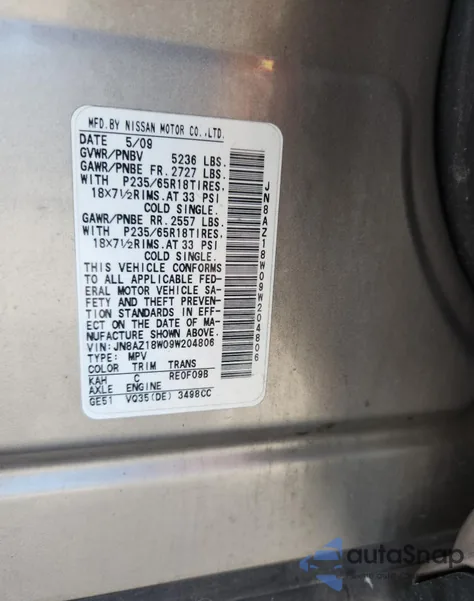 MFD.BY NISSAN MOTOR CO.,LTD.
DATE 5/09
GVWR/PNBV 5236 LBS.
GAWR/PNBE FR. 2727 LBS.
WITH P235/65R18TIRES.
18X7½RIMS.AT 33 PSI
COLD SINGLE.
GAWR/PNBE RR. 2557 LBS.
WITH P235/65R18TIRES.
18X7½RIMS.AT 33 PSI
COLD SINGLE.
THIS VEHICLE CONFORMS
TO ALL APPLICABLE FED-
ERAL MOTOR VEHICLE SA-
FETY AND THEFT PREVEN-
TION STANDARDS IN EFF-
ECT ON THE DATE OF MA-
NUFACTURE SHOWN ABOVE.
VIN:JN8AZ18W09W204806
TYPE: MPV
COLOR TRIM TRANS
KAH C RE0F09B
AXLE ENGINE
GE51 VQ35(DE) 3498CC
JN8AZ18W09W204806
autoSnap